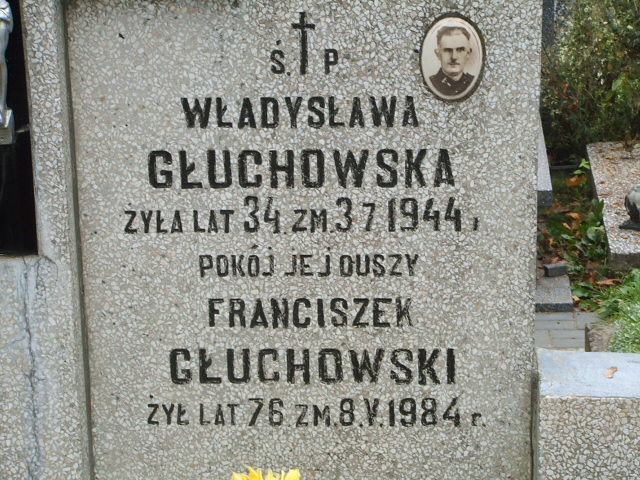 Ś.†P
WŁADYSŁAWA
GŁUCHOWSKA
ŻYŁA LAT 34. ZM. 3 7 1944 r
POKÓJ JEJ DUSZY
FRANCISZEK
GŁUCHOWSKI
ŻYŁ LAT 76 ZM. 8.V.1984 r.